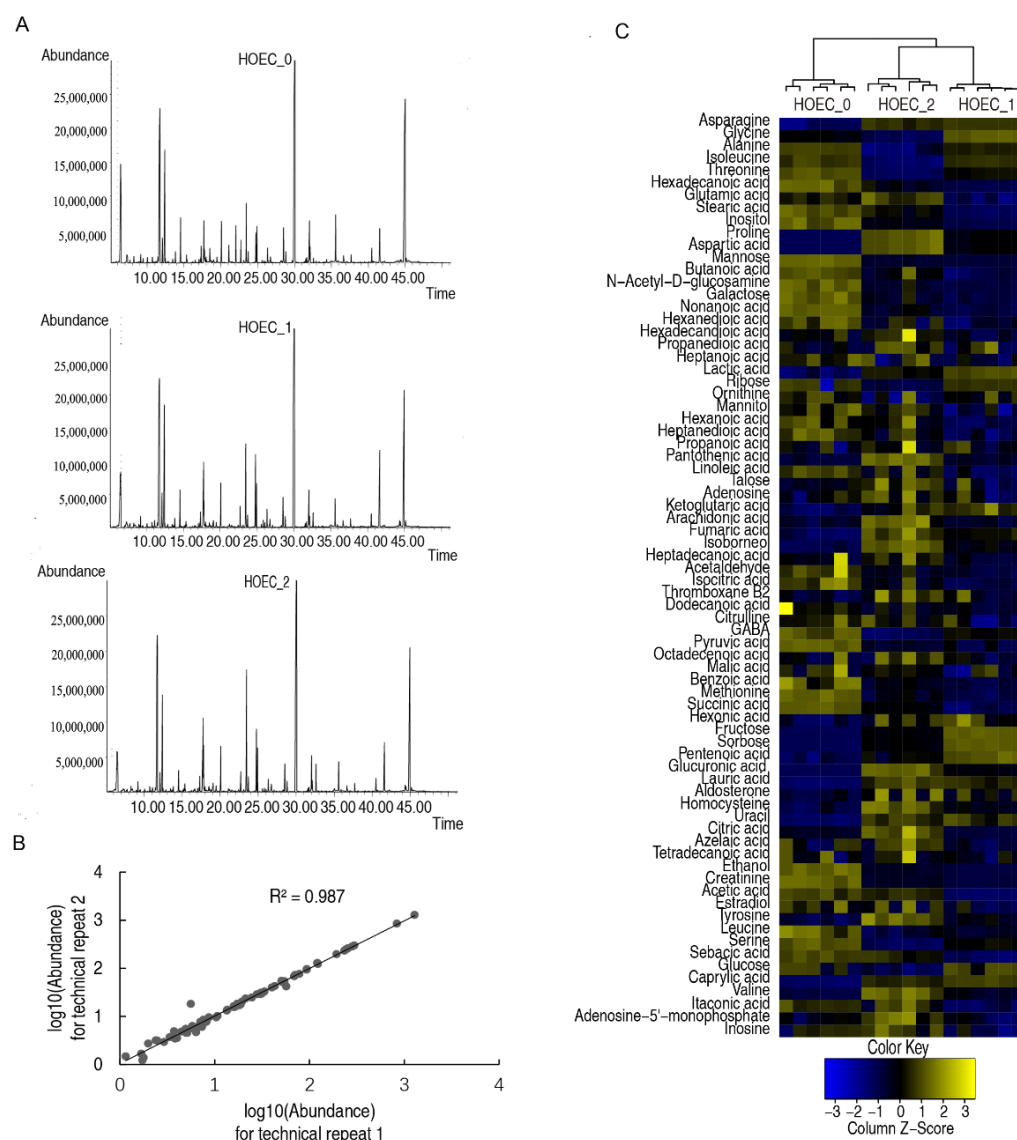 A
Abundance
HOEC_0
25,000,000
20,000,000
15,000,000
10,000,000
5,000,000
10.00 15.00 20.00 25.00 30.00 35.00 40.00 45.00
Time
Abundance
HOEC_1
25,000,000
20,000,000
15,000,000
10,000,000
5,000,000
10.00 15.00 20.00 25.00 30.00 35.00 40.00 45.00
Time
Abundance
HOEC_2
25,000,000
20,000,000
15,000,000
10,000,000
5,000,000
10.00 15.00 20.00 25.00 30.00 35.00 40.00 45.00
Time
B
R² = 0.987
log10(Abundance)
for technical repeat 2
4
3
2
1
0
0 1 2 3 4
log10(Abundance)
for technical repeat 1
C
HOEC_0 HOEC_2 HOEC_1
Asparagine
Glycine
Alanine
Isoleucine
Threonine
Hexadecanoic acid
Glutamic acid
Stearic acid
Inositol
Proline
Aspartic acid
Mannose
Butanoic acid
N-Acetyl-D-glucosamine
Galactose
Nonanoic acid
Hexanedioic acid
Hexadecandioic acid
Propanedioic acid
Heptanoic acid
Lactic acid
Ribose
Ornithine
Mannitol
Hexanoic acid
Heptanedioic acid
Propanoic acid
Pantothenic acid
Linoleic acid
Talose
Adenosine
Ketoglutaric acid
Arachidonic acid
Fumaric acid
Isoborneol
Heptadecanoic acid
Acetaldehyde
Isocitric acid
Thromboxane B2
Dodecanoic acid
Citrulline
GABA
Pyruvic acid
Octadecenoic acid
Malic acid
Benzoic acid
Methionine
Succinic acid
Hexonic acid
Fructose
Sorbose
Pentenoic acid
Glucuronic acid
Lauric acid
Aldosterone
Homocysteine
Uracil
Citric acid
Azelaic acid
Tetradecanoic acid
Ethanol
Creatinine
Acetic acid
Estradiol
Tyrosine
Leucine
Serine
Sebacic acid
Glucose
Caprylic acid
Valine
Itaconic acid
Adenosine-5'-monophosphate
Inosine
Color Key
−3 −2 −1 0 1 2 3
Column Z-Score